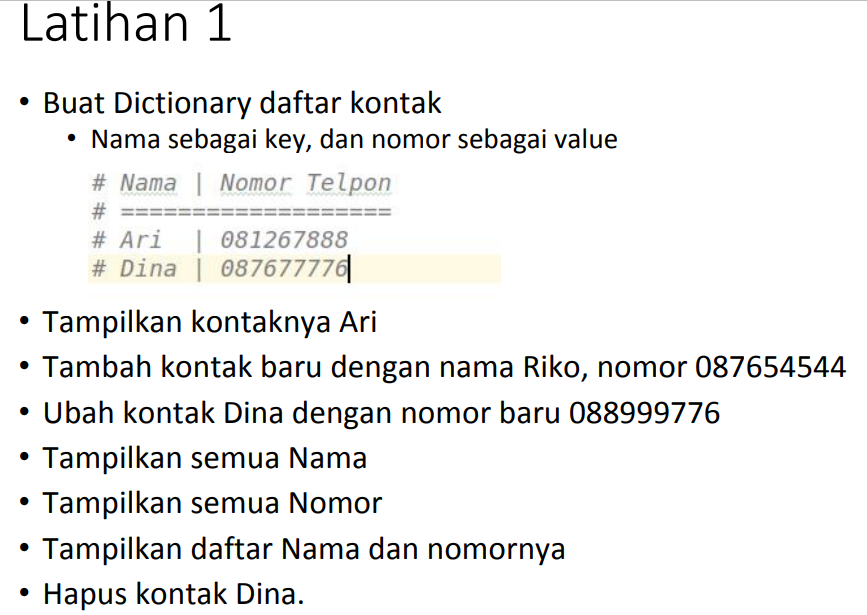 Latihan 1
• Buat Dictionary daftar kontak
• Nama sebagai key, dan nomor sebagai value
# Nama | Nomor Telpon
# ===================
# Ari | 081267888
# Dina | 087677776
• Tampilkan kontaknya Ari
• Tambah kontak baru dengan nama Riko, nomor 087654544
• Ubah kontak Dina dengan nomor baru 088999776
• Tampilkan semua Nama
• Tampilkan semua Nomor
• Tampilkan daftar Nama dan nomornya
• Hapus kontak Dina.